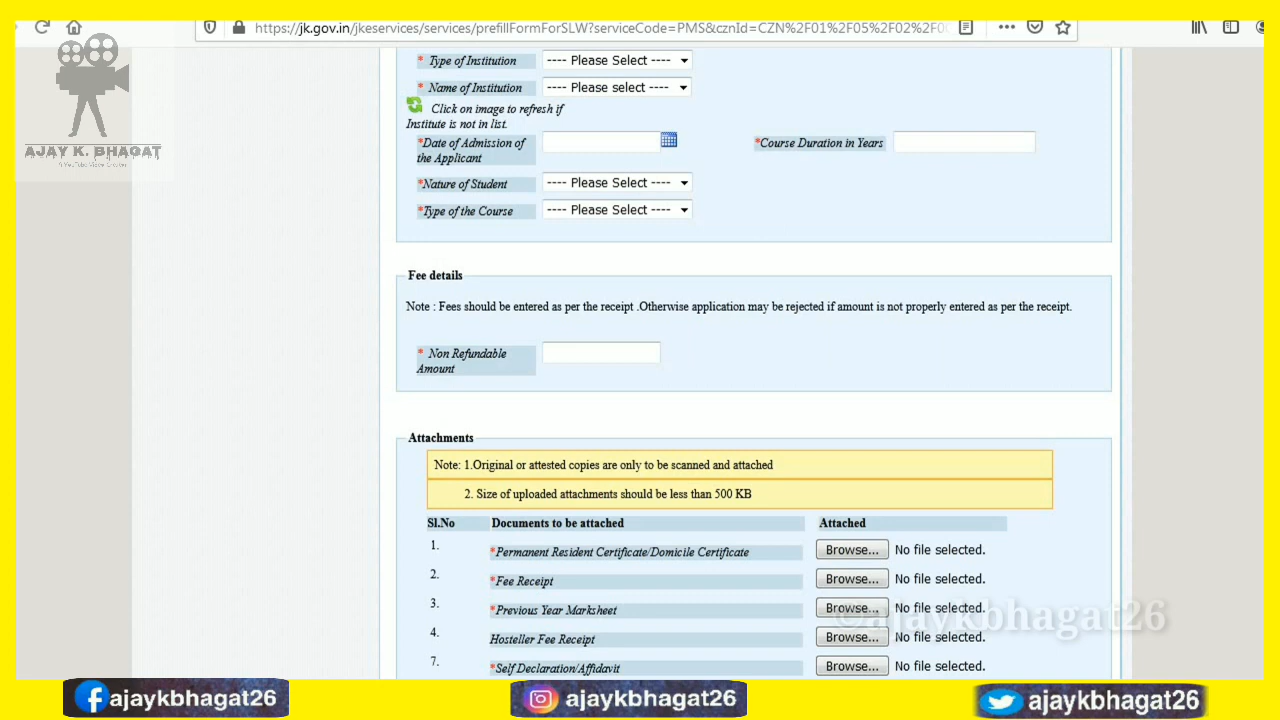 https://jk.gov.in/jkeservices/services/prefillFormForSLW?serviceCode=PMS&cznId=CZN%2F01%2F05%2F02%2F0
AJAY K. BHAGAT
A YouTube Video Creator
* Type of Institution ---- Please Select ----
* Name of Institution ---- Please select ----
Click on image to refresh if
Institute is not in list.
*Date of Admission of
the Applicant
*Course Duration in Years
*Nature of Student ---- Please Select ----
*Type of the Course ---- Please Select ----
Fee details
Note : Fees should be entered as per the receipt .Otherwise application may be rejected if amount is not properly entered as per the receipt.
* Non Refundable
Amount
Attachments
Note: 1.Original or attested copies are only to be scanned and attached
2. Size of uploaded attachments should be less than 500 KB
Sl.No Documents to be attached Attached
1. *Permanent Resident Certificate/Domicile Certificate Browse... No file selected.
2. *Fee Receipt Browse... No file selected.
3. *Previous Year Marksheet Browse... No file selected.
©ajaykbhagat26
4. Hosteller Fee Receipt Browse... No file selected.
7. *Self Declaration/Affidavit Browse... No file selected.
ajaykbhagat26 ajaykbhagat26 ajaykbhagat26